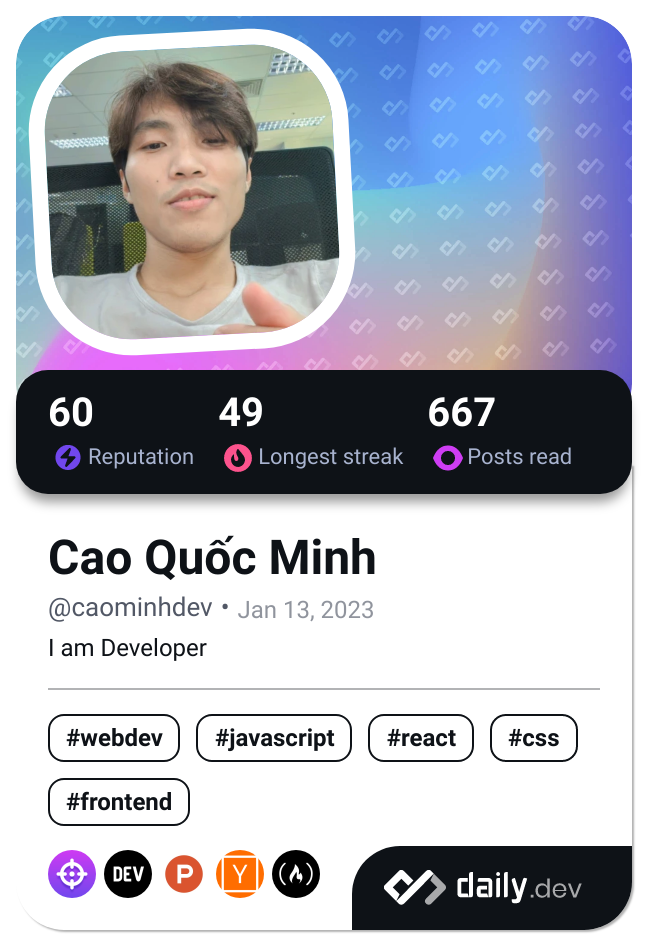 60 49 667
Reputation Longest streak Posts read
Cao Quốc Minh
@caominhdev • Jan 13, 2023
I am Developer
#webdev #javascript #react #css
#frontend
DEV P Y
daily.dev